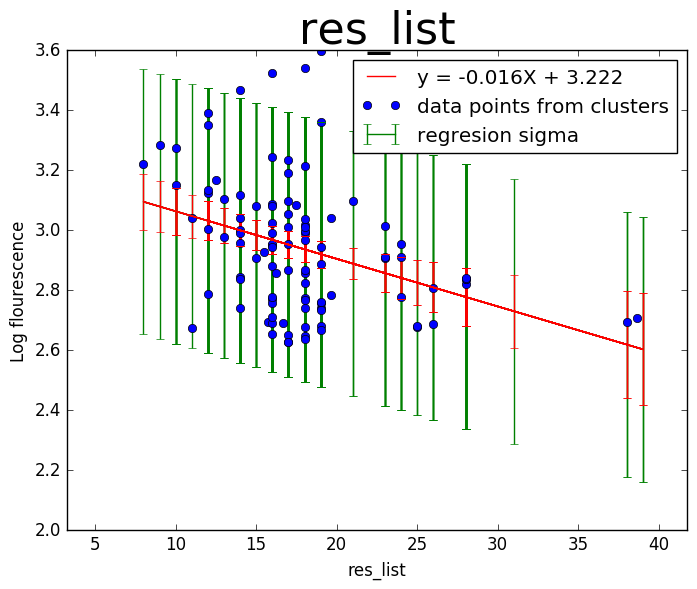 res_list
3.6
3.4
3.2
3.0
2.8
2.6
2.4
2.2
2.0
Log flourescence
y = -0.016X + 3.222
data points from clusters
regresion sigma
5 10 15 20 25 30 35 40
res_list